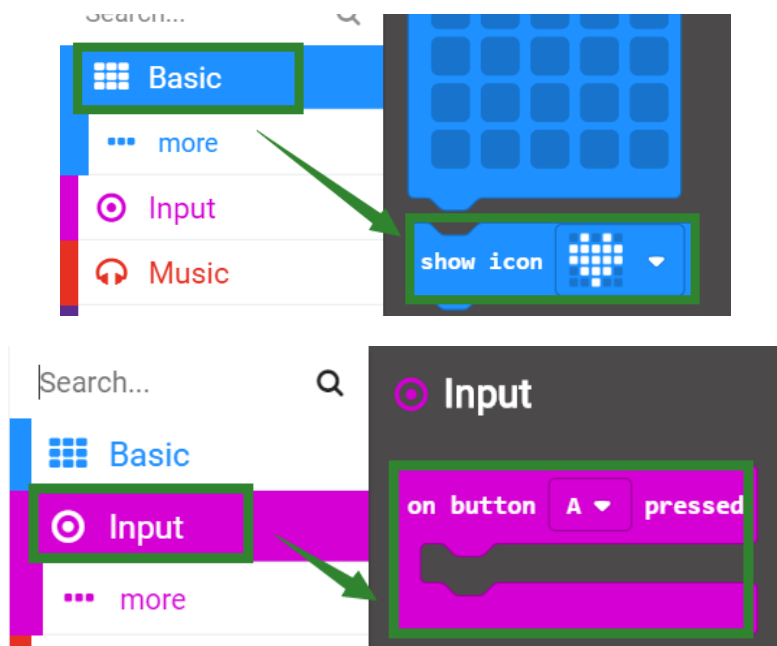 Search...
Basic
more
Input
Music
show icon
Search...
Input
Basic
Input
on button A pressed
more